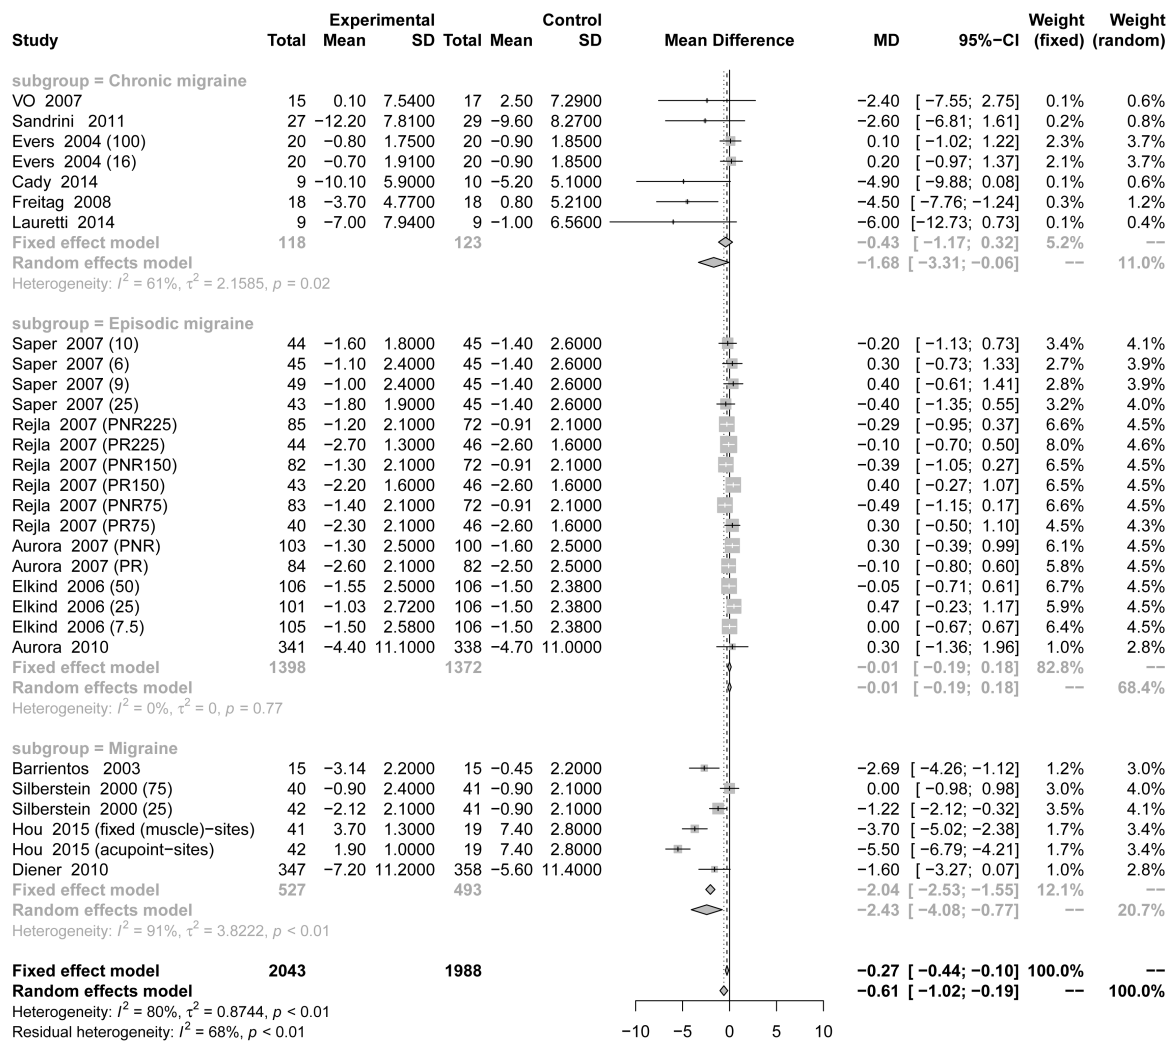 Experimental Control Weight Weight
Study Total Mean SD Total Mean SD Mean Difference MD 95%−CI (fixed) (random)
subgroup = Chronic migraine
VO 2007 15 0.10 7.5400 17 2.50 7.2900 −2.40 [ −7.55; 2.75] 0.1% 0.6%
Sandrini 2011 27 −12.20 7.8100 29 −9.60 8.2700 −2.60 [ −6.81; 1.61] 0.2% 0.8%
Evers 2004 (100) 20 −0.80 1.7500 20 −0.90 1.8500 0.10 [ −1.02; 1.22] 2.3% 3.7%
Evers 2004 (16) 20 −0.70 1.9100 20 −0.90 1.8500 0.20 [ −0.97; 1.37] 2.1% 3.7%
Cady 2014 9 −10.10 5.9000 10 −5.20 5.1000 −4.90 [ −9.88; 0.08] 0.1% 0.6%
Freitag 2008 18 −3.70 4.7700 18 0.80 5.2100 −4.50 [ −7.76; −1.24] 0.3% 1.2%
Lauretti 2014 9 −7.00 7.9400 9 −1.00 6.5600 −6.00 [−12.73; 0.73] 0.1% 0.4%
Fixed effect model 118 123 −0.43 [ −1.17; 0.32] 5.2% −−
Random effects model −1.68 [ −3.31; −0.06] −− 11.0%
Heterogeneity: I² = 61%, τ² = 2.1585, p = 0.02
subgroup = Episodic migraine
Saper 2007 (10) 44 −1.60 1.8000 45 −1.40 2.6000 −0.20 [ −1.13; 0.73] 3.4% 4.1%
Saper 2007 (6) 45 −1.10 2.4000 45 −1.40 2.6000 0.30 [ −0.73; 1.33] 2.7% 3.9%
Saper 2007 (9) 49 −1.00 2.4000 45 −1.40 2.6000 0.40 [ −0.61; 1.41] 2.8% 3.9%
Saper 2007 (25) 43 −1.80 1.9000 45 −1.40 2.6000 −0.40 [ −1.35; 0.55] 3.2% 4.0%
Rejla 2007 (PNR225) 85 −1.20 2.1000 72 −0.91 2.1000 −0.29 [ −0.95; 0.37] 6.6% 4.5%
Rejla 2007 (PR225) 44 −2.70 1.3000 46 −2.60 1.6000 −0.10 [ −0.70; 0.50] 8.0% 4.6%
Rejla 2007 (PNR150) 82 −1.30 2.1000 72 −0.91 2.1000 −0.39 [ −1.05; 0.27] 6.5% 4.5%
Rejla 2007 (PR150) 43 −2.20 1.6000 46 −2.60 1.6000 0.40 [ −0.27; 1.07] 6.5% 4.5%
Rejla 2007 (PNR75) 83 −1.40 2.1000 72 −0.91 2.1000 −0.49 [ −1.15; 0.17] 6.6% 4.5%
Rejla 2007 (PR75) 40 −2.30 2.1000 46 −2.60 1.6000 0.30 [ −0.50; 1.10] 4.5% 4.3%
Aurora 2007 (PNR) 103 −1.30 2.5000 100 −1.60 2.5000 0.30 [ −0.39; 0.99] 6.1% 4.5%
Aurora 2007 (PR) 84 −2.60 2.1000 82 −2.50 2.5000 −0.10 [ −0.80; 0.60] 5.8% 4.5%
Elkind 2006 (50) 106 −1.55 2.5000 106 −1.50 2.3800 −0.05 [ −0.71; 0.61] 6.7% 4.5%
Elkind 2006 (25) 101 −1.03 2.7200 106 −1.50 2.3800 0.47 [ −0.23; 1.17] 5.9% 4.5%
Elkind 2006 (7.5) 105 −1.50 2.5800 106 −1.50 2.3800 0.00 [ −0.67; 0.67] 6.4% 4.5%
Aurora 2010 341 −4.40 11.1000 338 −4.70 11.0000 0.30 [ −1.36; 1.96] 1.0% 2.8%
Fixed effect model 1398 1372 −0.01 [ −0.19; 0.18] 82.8% −−
Random effects model −0.01 [ −0.19; 0.18] −− 68.4%
Heterogeneity: I² = 0%, τ² = 0, p = 0.77
subgroup = Migraine
Barrientos 2003 15 −3.14 2.2000 15 −0.45 2.2000 −2.69 [ −4.26; −1.12] 1.2% 3.0%
Silberstein 2000 (75) 40 −0.90 2.4000 41 −0.90 2.1000 0.00 [ −0.98; 0.98] 3.0% 4.0%
Silberstein 2000 (25) 42 −2.12 2.1000 41 −0.90 2.1000 −1.22 [ −2.12; −0.32] 3.5% 4.1%
Hou 2015 (fixed (muscle)−sites) 41 3.70 1.3000 19 7.40 2.8000 −3.70 [ −5.02; −2.38] 1.7% 3.4%
Hou 2015 (acupoint−sites) 42 1.90 1.0000 19 7.40 2.8000 −5.50 [ −6.79; −4.21] 1.7% 3.4%
Diener 2010 347 −7.20 11.2000 358 −5.60 11.4000 −1.60 [ −3.27; 0.07] 1.0% 2.8%
Fixed effect model 527 493 −2.04 [ −2.53; −1.55] 12.1% −−
Random effects model −2.43 [ −4.08; −0.77] −− 20.7%
Heterogeneity: I² = 91%, τ² = 3.8222, p < 0.01
Fixed effect model 2043 1988 −0.27 [ −0.44; −0.10] 100.0% −−
Random effects model −0.61 [ −1.02; −0.19] −− 100.0%
Heterogeneity: I² = 80%, τ² = 0.8744, p < 0.01
Residual heterogeneity: I² = 68%, p < 0.01
−10 −5 0 5 10